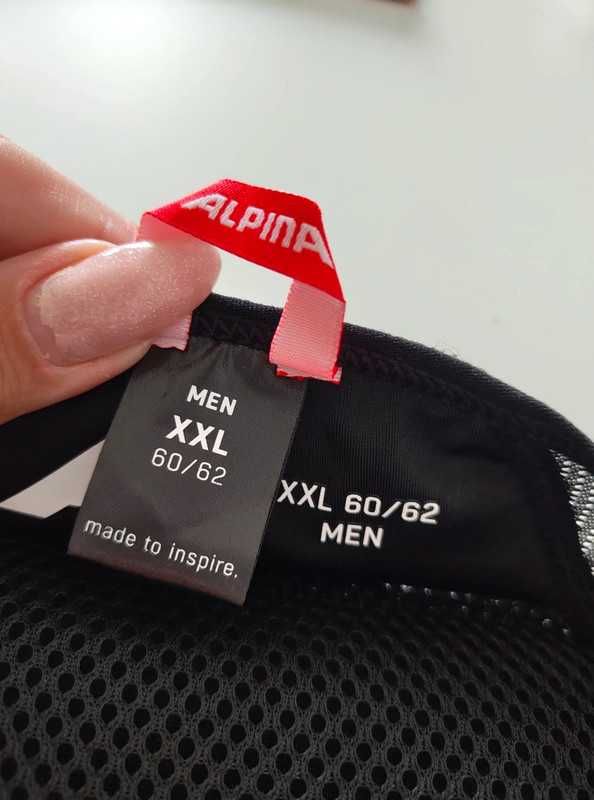 ALPINA
MEN
XXL
60/62
made to inspire.
XXL 60/62
MEN